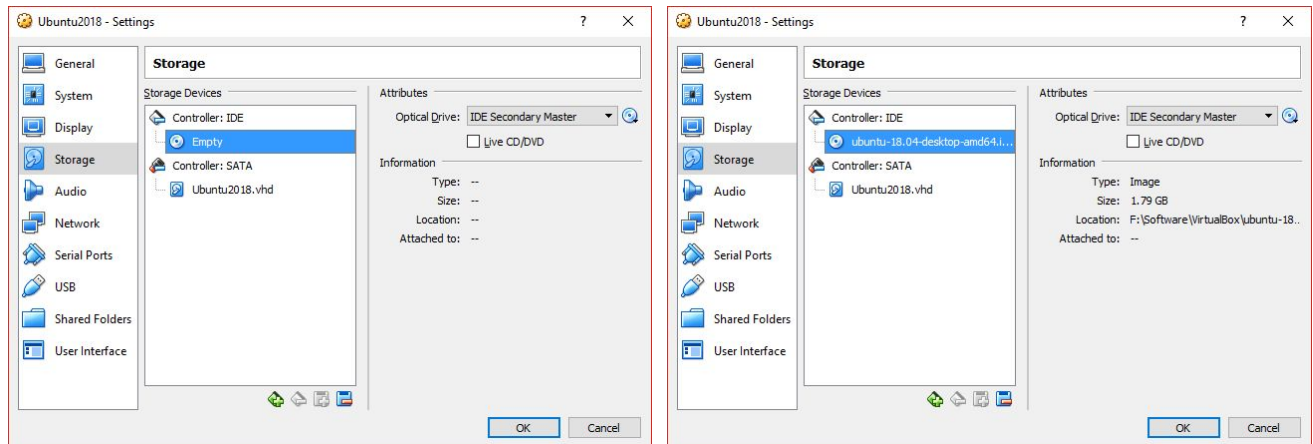 Ubuntu2018 - Settings
General
System
Display
Storage
Audio
Network
Serial Ports
USB
Shared Folders
User Interface
Storage
Storage Devices
Controller: IDE
Empty
Controller: SATA
Ubuntu2018.vhd
Attributes
Optical Drive: IDE Secondary Master
Live CD/DVD
Information
Type: --
Size: --
Location: --
Attached to: --
OK Cancel
Ubuntu2018 - Settings
General
System
Display
Storage
Audio
Network
Serial Ports
USB
Shared Folders
User Interface
Storage
Storage Devices
Controller: IDE
ubuntu-18.04-desktop-amd64.i...
Controller: SATA
Ubuntu2018.vhd
Attributes
Optical Drive: IDE Secondary Master
Live CD/DVD
Information
Type: Image
Size: 1.79 GB
Location: F:\Software\VirtualBox\ubuntu-18..
Attached to: --
OK Cancel